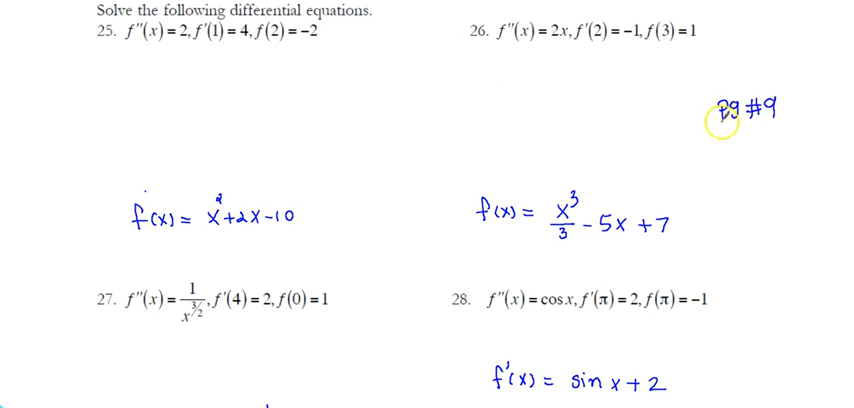 Solve the following differential equations.
25. f''(x) = 2, f'(1) = 4, f(2) = −2
26. f''(x) = 2x, f'(2) = −1, f(3) = 1
Pg #9
f(x) = x² + 2x − 10
f(x) = x³/3 − 5x + 7
27. f''(x) = 1/x^(3/2), f'(4) = 2, f(0) = 1
28. f''(x) = cos x, f'(π) = 2, f(π) = −1
f'(x) = sin x + 2